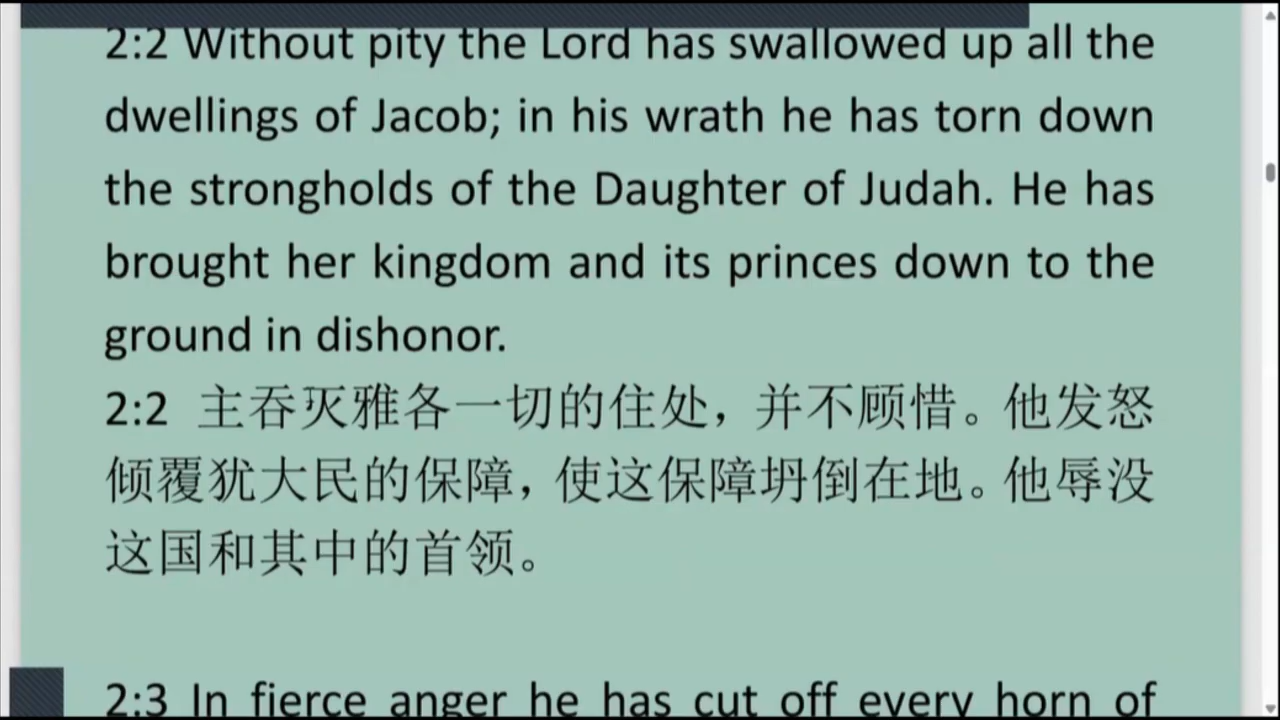 2:2 Without pity the Lord has swallowed up all the
dwellings of Jacob; in his wrath he has torn down
the strongholds of the Daughter of Judah. He has
brought her kingdom and its princes down to the
ground in dishonor.
2:2 主吞灭雅各一切的住处，并不顾惜。他发怒
倾覆犹大民的保障，使这保障坍倒在地。他辱没
这国和其中的首领。
2:3 In fierce anger he has cut off every horn of